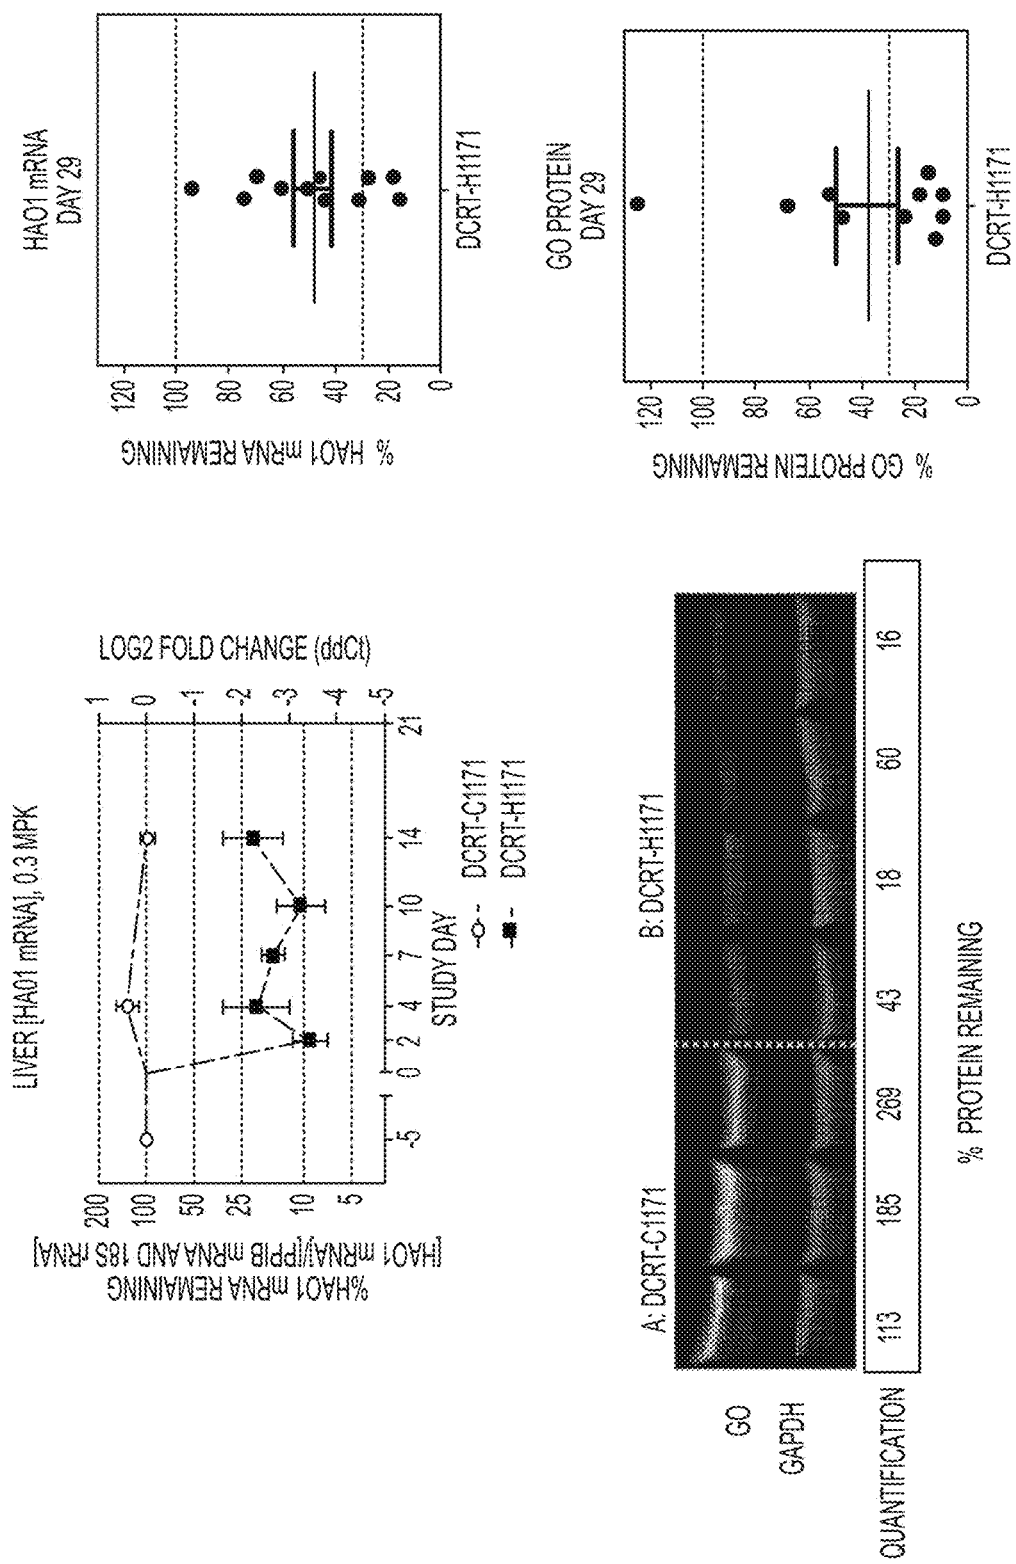 LIVER [HA01 mRNA], 0.3 MPK
%HAO1 mRNA REMAINING
[HAO1 mRNA]/[PPIB mRNA AND 18S rRNA]
200
100
50
25
10
5
LOG2 FOLD CHANGE (ddCt)
1
0
-1
-2
-3
-4
-5
-5
0
2
4
7
10
14
21
STUDY DAY
DCRT-C1171
DCRT-H1171
HAO1 mRNA
DAY 29
% HAO1 mRNA REMAINING
120
100
80
60
40
20
0
DCRT-H1171
A: DCRT-C1171
B: DCRT-H1171
GO
GAPDH
QUANTIFICATION
113 185 269 43 18 60 16
% PROTEIN REMAINING
GO PROTEIN
DAY 29
% GO PROTEIN REMAINING
120
100
80
60
40
20
0
DCRT-H1171